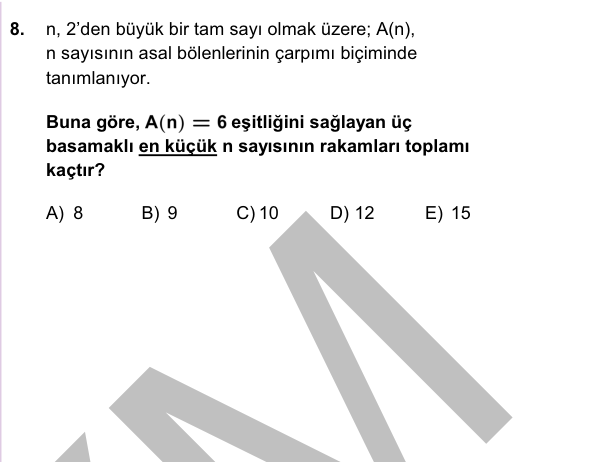 8. n, 2'den büyük bir tam sayı olmak üzere; A(n),
n sayısının asal bölenlerinin çarpımı biçiminde
tanımlanıyor.
Buna göre, A(n) = 6 eşitliğini sağlayan üç
basamaklı en küçük n sayısının rakamları toplamı
kaçtır?
A) 8 B) 9 C) 10 D) 12 E) 15